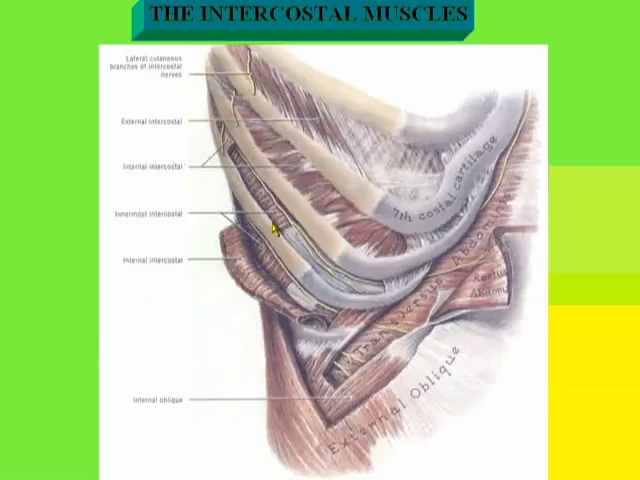 THE INTERCOSTAL MUSCLES
Lateral cutaneous
branches of intercostal
nerves
External intercostal
Internal intercostal
Innermost intercostal
Internal intercostal
Internal oblique
7th costal cartilage
Transversus Abdominis
Rectus
Abdom
External Oblique